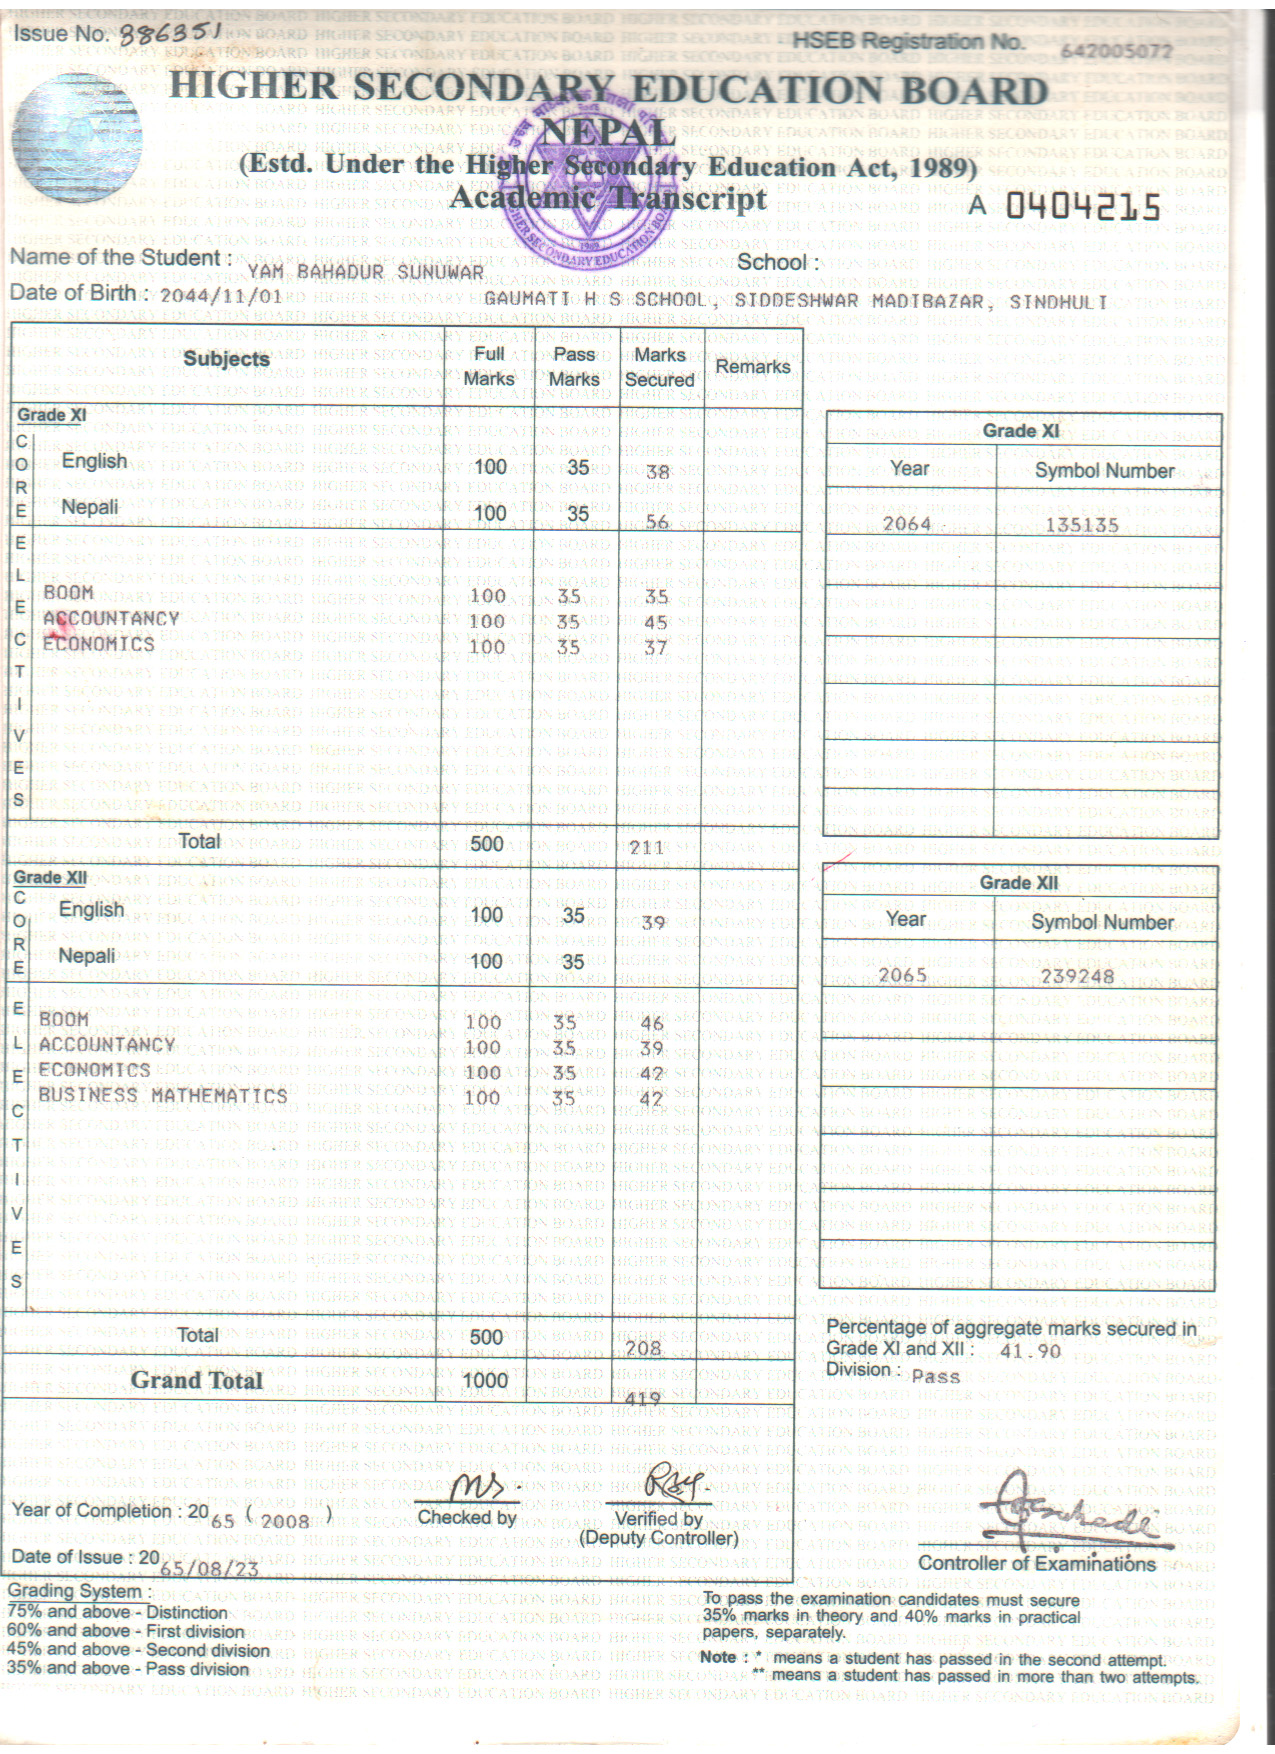 Issue No. 386351
HSEB Registration No. 642005072
HIGHER SECONDARY EDUCATION BOARD
NEPAL
(Estd. Under the Higher Secondary Education Act, 1989)
Academic Transcript
A 0404215
Name of the Student : YAM BAHADUR SUNUWAR School :
Date of Birth : 2044/11/01 GAUMATI H S SCHOOL, SIDDESHWAR MADIBAZAR, SINDHULI
Subjects Full Marks Pass Marks Marks Secured Remarks
Grade XI
CORE
English 100 35 38
Nepali 100 35 56
ELECTIVES
BOOM 100 35 35
ACCOUNTANCY 100 35 45
ECONOMICS 100 35 37
Total 500 211
Grade XII
CORE
English 100 35 39
Nepali 100 35
ELECTIVES
BOOM 100 35 46
ACCOUNTANCY 100 35 39
ECONOMICS 100 35 42
BUSINESS MATHEMATICS 100 35 42
Total 500 208
Grand Total 1000 419
Grade XI
Year Symbol Number
2064 135135
Grade XII
Year Symbol Number
2065 239248
Percentage of aggregate marks secured in
Grade XI and XII : 41.90
Division : Pass
Year of Completion : 2065 ( 2008 )
Checked by
Verified by
(Deputy Controller)
Controller of Examinations
Date of Issue : 2065/08/23
Grading System :
75% and above - Distinction
60% and above - First division
45% and above - Second division
35% and above - Pass division
To pass the examination candidates must secure
35% marks in theory and 40% marks in practical
papers, separately.
Note : * means a student has passed in the second attempt.
** means a student has passed in more than two attempts.